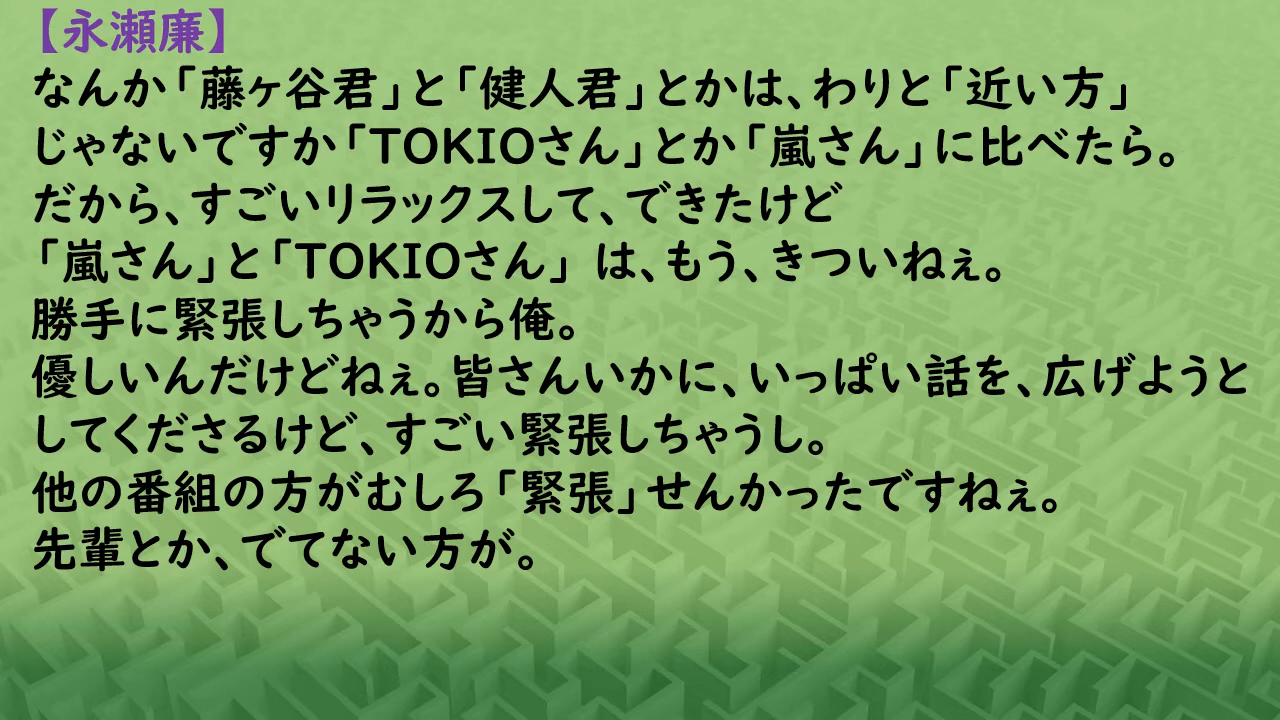 【永瀬廉】
なんか「藤ヶ谷君」と「健人君」とかは、わりと「近い方」
じゃないですか「TOKIOさん」とか「嵐さん」に比べたら。
だから、すごいリラックスして、できたけど
「嵐さん」と「TOKIOさん」 は、もう、きついねぇ。
勝手に緊張しちゃうから俺。
優しいんだけどねぇ。皆さんいかに、いっぱい話を、広げようと
してくださるけど、すごい緊張しちゃうし。
他の番組の方がむしろ「緊張」せんかったですねぇ。
先輩とか、でてない方が。